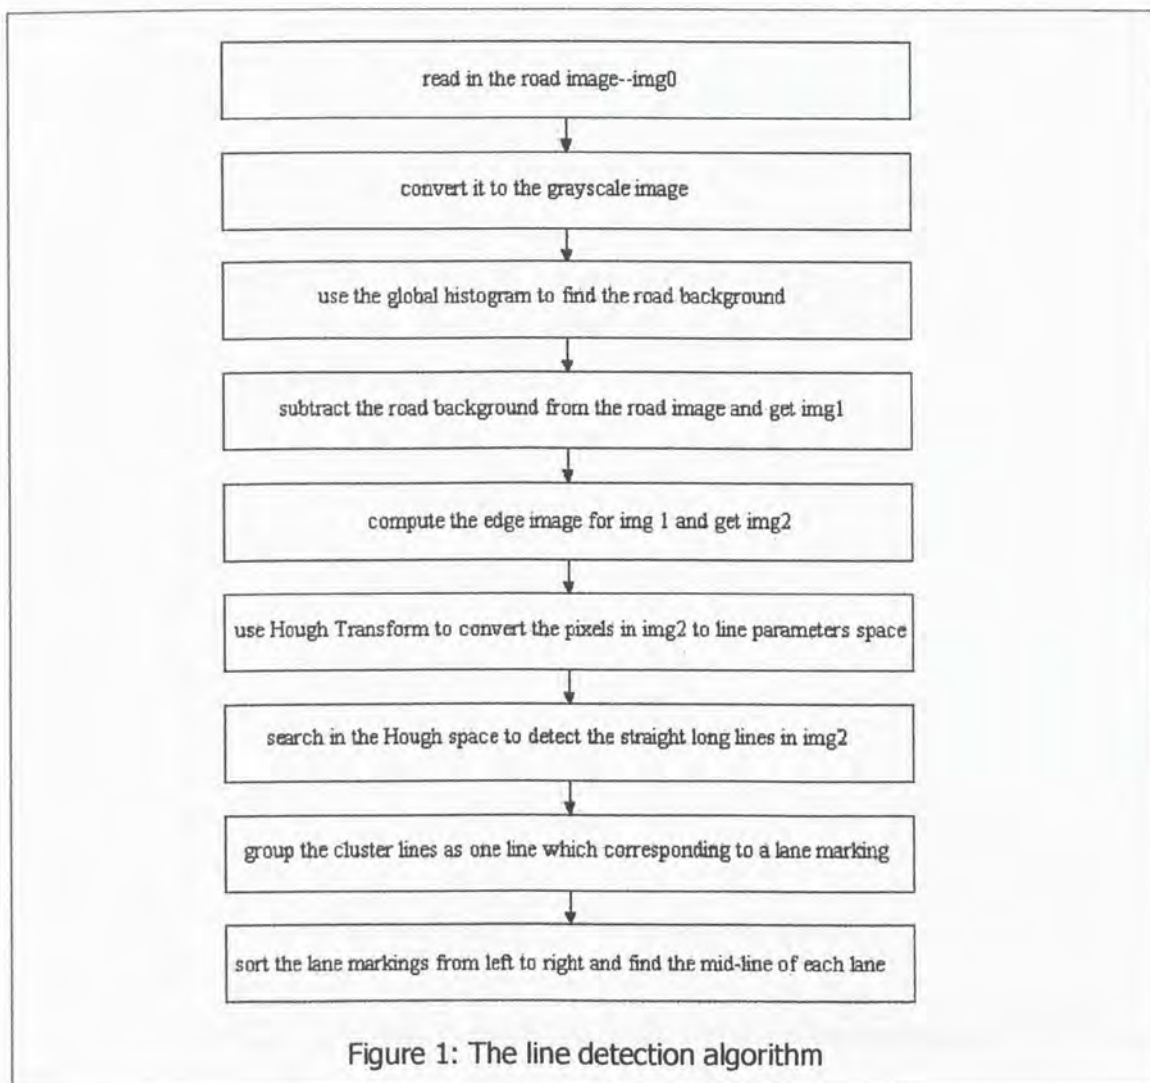 read in the road image--img0
convert it to the grayscale image
use the global histogram to find the road background
subtract the road background from the road image and get img1
compute the edge image for img 1 and get img2
use Hough Transform to convert the pixels in img2 to line parameters space
search in the Hough space to detect the straight long lines in img2
group the cluster lines as one line which corresponding to a lane marking
sort the lane markings from left to right and find the mid-line of each lane
Figure 1: The line detection algorithm